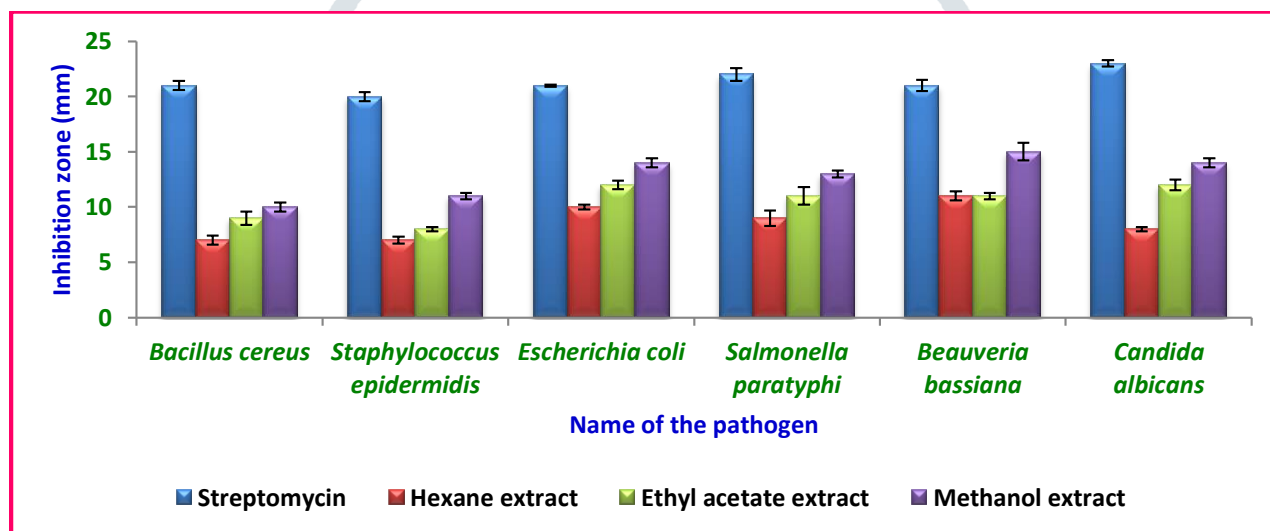 25
20
15
10
5
0
Inhibition zone (mm)
Bacillus cereus
Staphylococcus
epidermidis
Escherichia coli
Salmonella
paratyphi
Beauveria
bassiana
Candida
albicans
Name of the pathogen
Streptomycin
Hexane extract
Ethyl acetate extract
Methanol extract